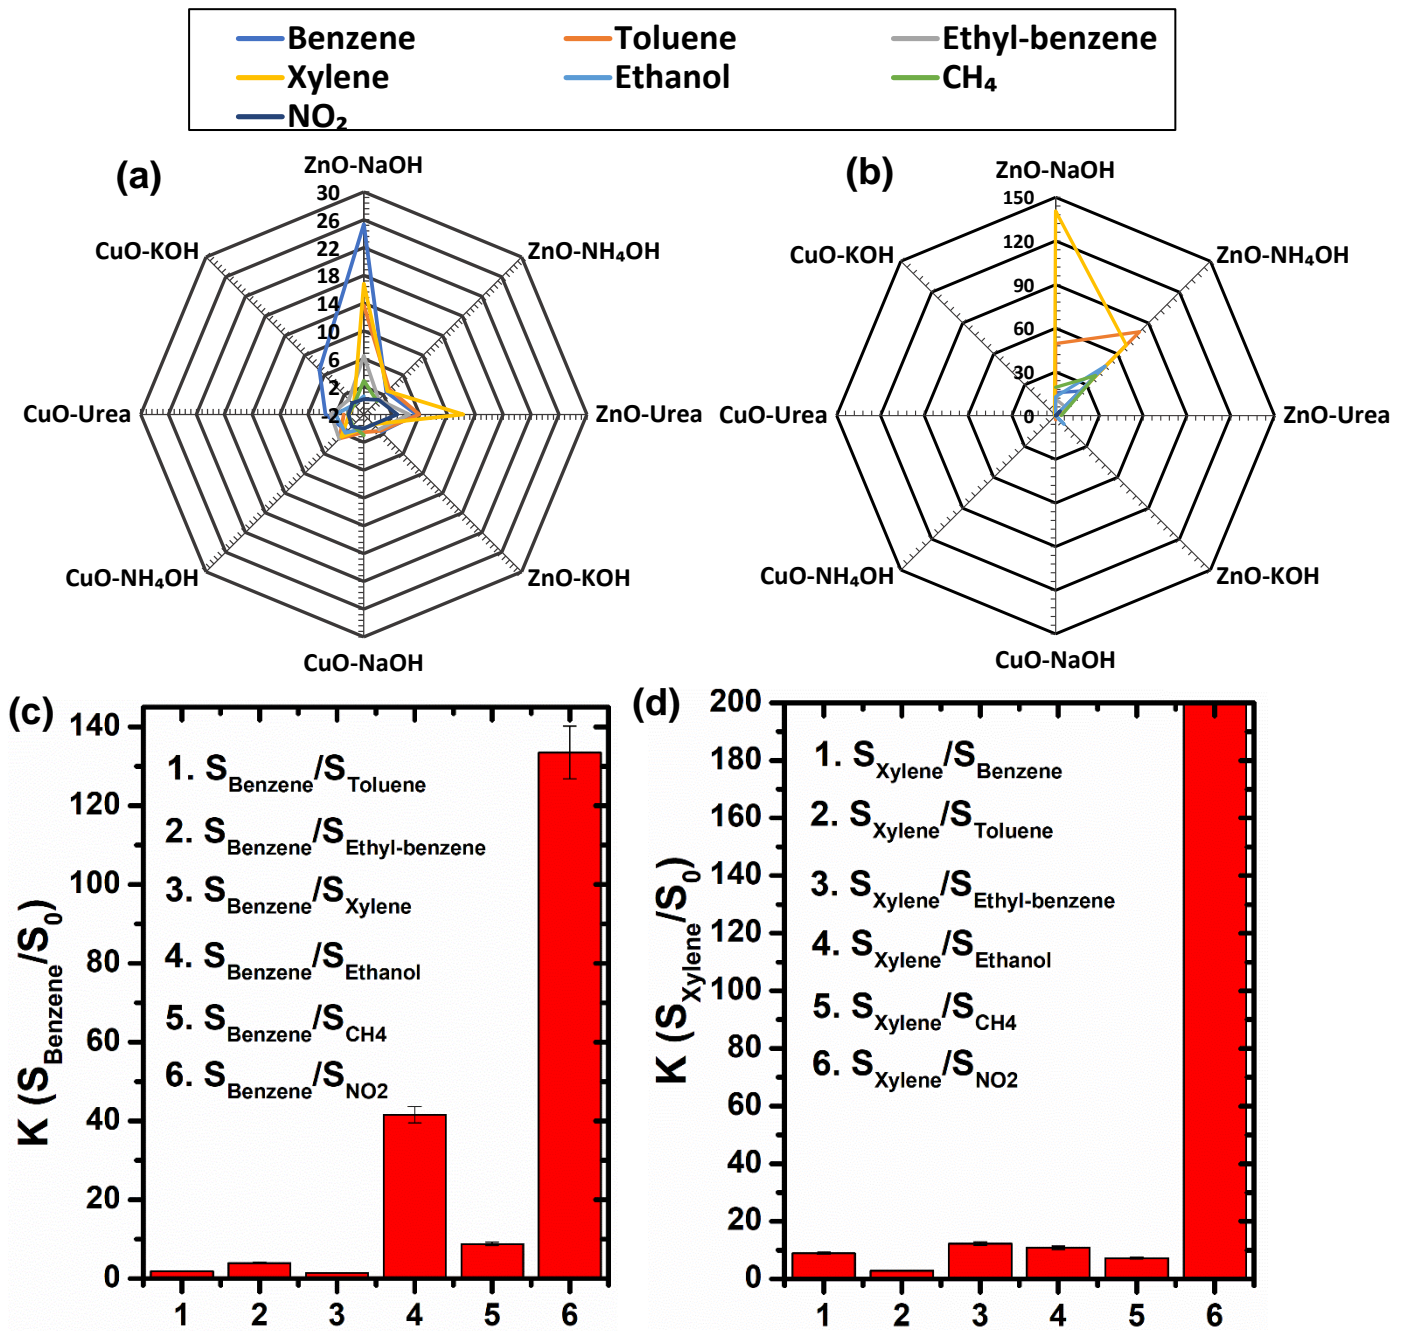 Benzene Toluene Ethyl-benzene
Xylene Ethanol CH₄
NO₂
(a)
ZnO-NaOH
ZnO-NH₄OH
ZnO-Urea
ZnO-KOH
CuO-NaOH
CuO-NH₄OH
CuO-Urea
CuO-KOH
30
26
22
18
14
10
6
2
-2
(b)
ZnO-NaOH
ZnO-NH₄OH
ZnO-Urea
ZnO-KOH
CuO-NaOH
CuO-NH₄OH
CuO-Urea
CuO-KOH
150
120
90
60
30
0
(c)
K (S_Benzene/S_0)
140
120
100
80
60
40
20
0
1. S_Benzene/S_Toluene
2. S_Benzene/S_Ethyl-benzene
3. S_Benzene/S_Xylene
4. S_Benzene/S_Ethanol
5. S_Benzene/S_CH4
6. S_Benzene/S_NO2
1 2 3 4 5 6
(d)
K (S_Xylene/S_0)
200
180
160
140
120
100
80
60
40
20
0
1. S_Xylene/S_Benzene
2. S_Xylene/S_Toluene
3. S_Xylene/S_Ethyl-benzene
4. S_Xylene/S_Ethanol
5. S_Xylene/S_CH4
6. S_Xylene/S_NO2
1 2 3 4 5 6